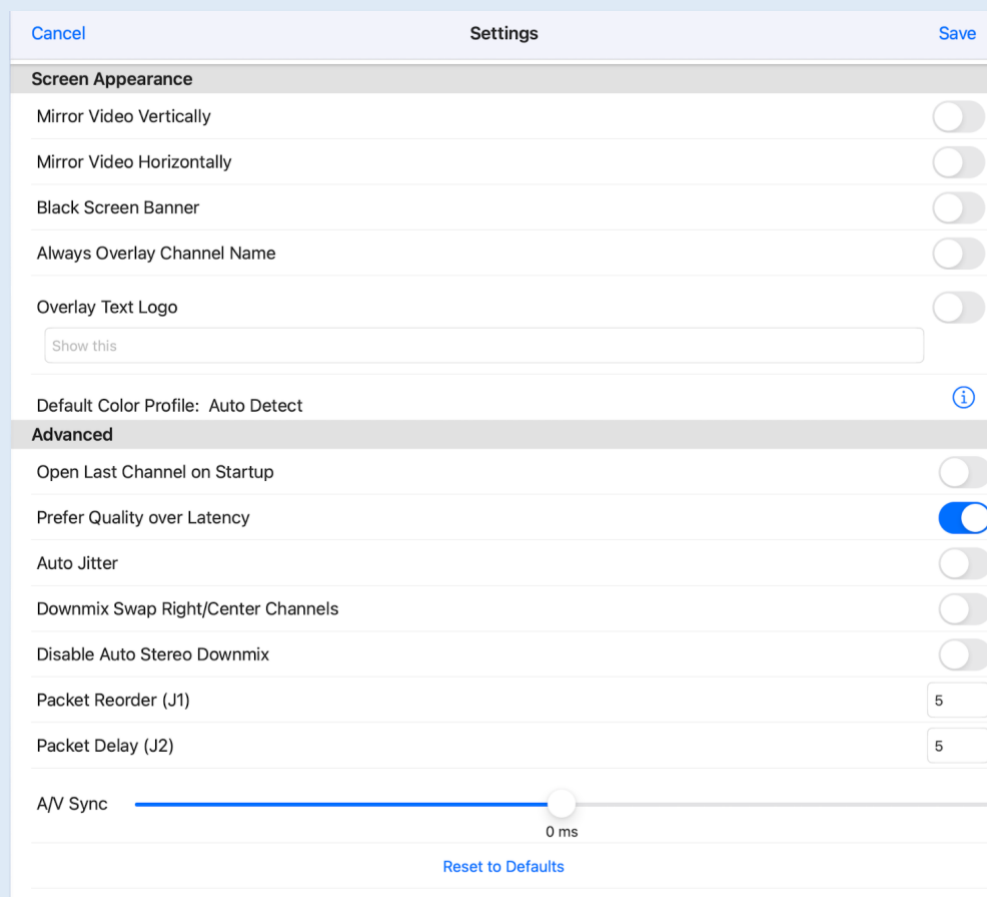 Cancel Settings Save
Screen Appearance
Mirror Video Vertically
Mirror Video Horizontally
Black Screen Banner
Always Overlay Channel Name
Overlay Text Logo
Show this
Default Color Profile: Auto Detect
Advanced
Open Last Channel on Startup
Prefer Quality over Latency
Auto Jitter
Downmix Swap Right/Center Channels
Disable Auto Stereo Downmix
Packet Reorder (J1) 5
Packet Delay (J2) 5
A/V Sync
0 ms
Reset to Defaults